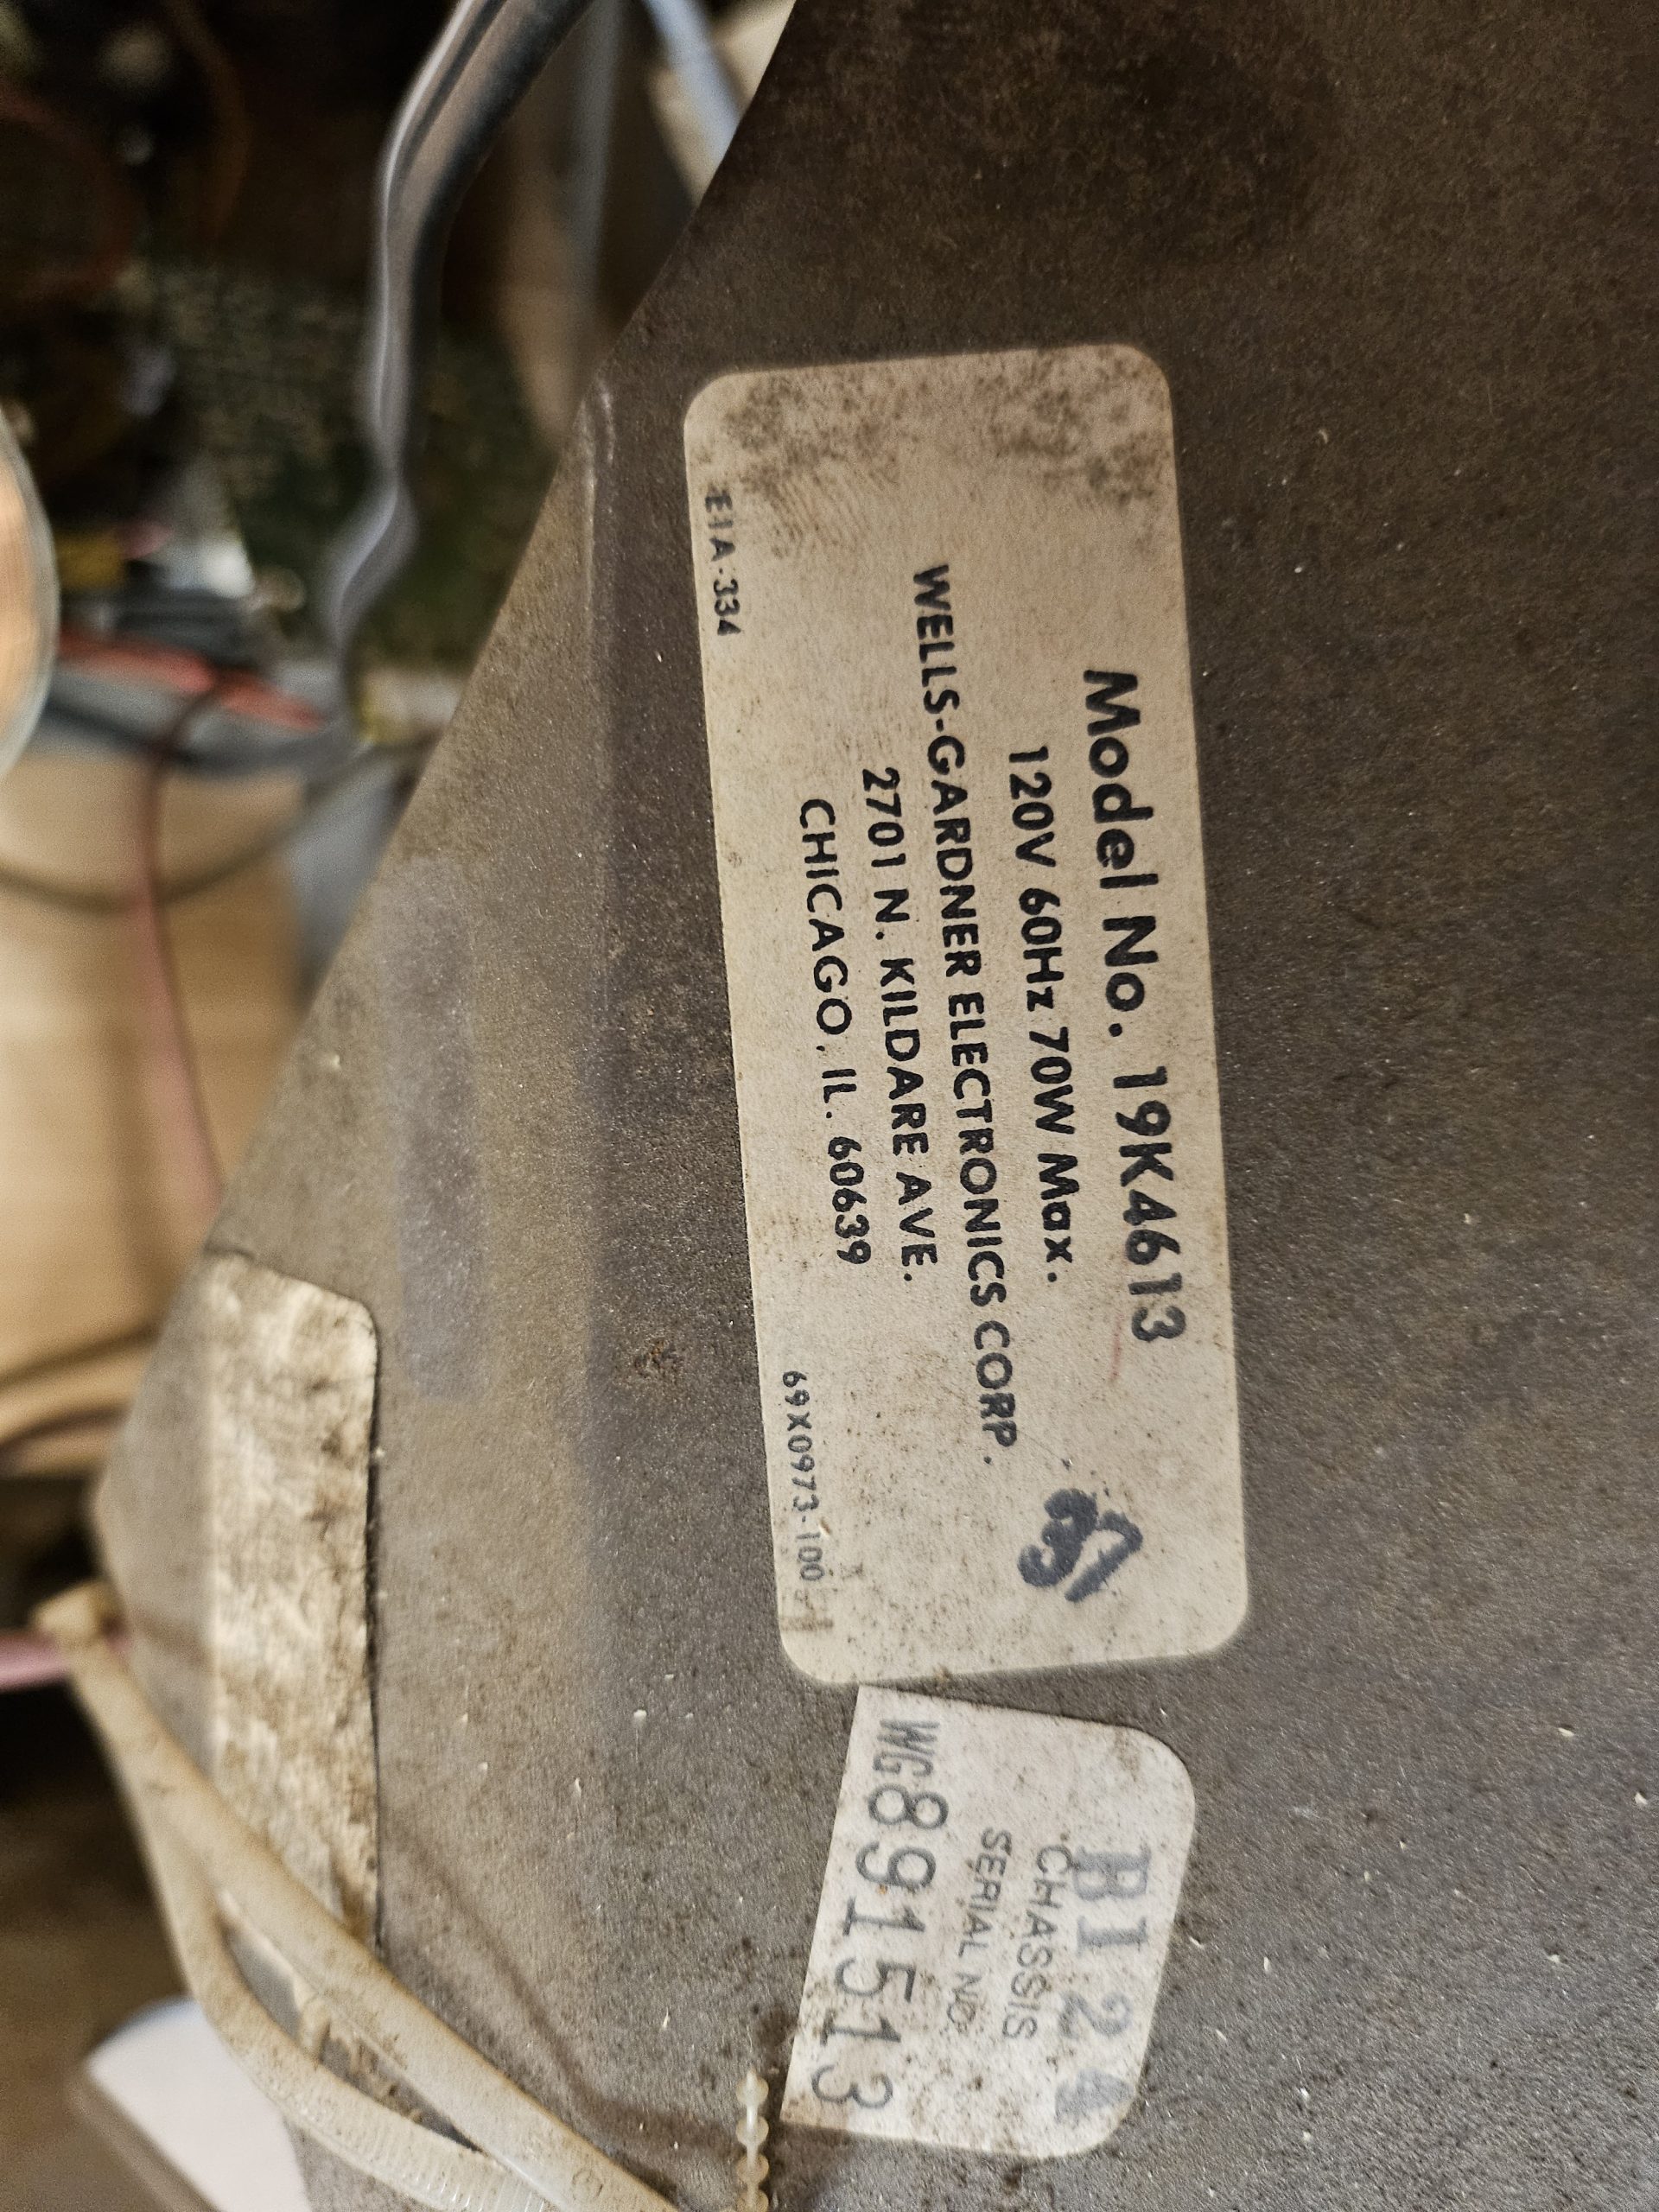 Model No. 19K4613
120V 60Hz 70W Max.
WELLS-GARDNER ELECTRONICS CORP.
2701 N. KILDARE AVE.
CHICAGO, IL. 60639
EIA-334
69X0973-100
B124
CHASSIS
SERIAL NO
WG891513